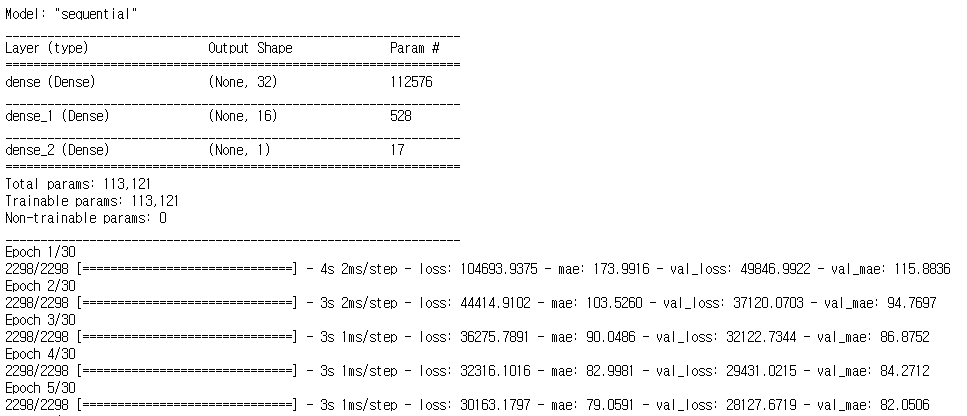 Model: "sequential"
_________________________________________________________________
Layer (type)                 Output Shape              Param #
=================================================================
dense (Dense)                (None, 32)                112576
_________________________________________________________________
dense_1 (Dense)              (None, 16)                528
_________________________________________________________________
dense_2 (Dense)              (None, 1)                 17
=================================================================
Total params: 113,121
Trainable params: 113,121
Non-trainable params: 0
_________________________________________________________________
Epoch 1/30
2298/2298 [==============================] - 4s 2ms/step - loss: 104693.9375 - mae: 173.9916 - val_loss: 49846.9922 - val_mae: 115.8836
Epoch 2/30
2298/2298 [==============================] - 3s 2ms/step - loss: 44414.9102 - mae: 103.5260 - val_loss: 37120.0703 - val_mae: 94.7697
Epoch 3/30
2298/2298 [==============================] - 3s 1ms/step - loss: 36275.7891 - mae: 90.0486 - val_loss: 32122.7344 - val_mae: 86.8752
Epoch 4/30
2298/2298 [==============================] - 3s 1ms/step - loss: 32316.1016 - mae: 82.9981 - val_loss: 29431.0215 - val_mae: 84.2712
Epoch 5/30
2298/2298 [==============================] - 3s 1ms/step - loss: 30163.1797 - mae: 79.0591 - val_loss: 28127.6719 - val_mae: 82.0506